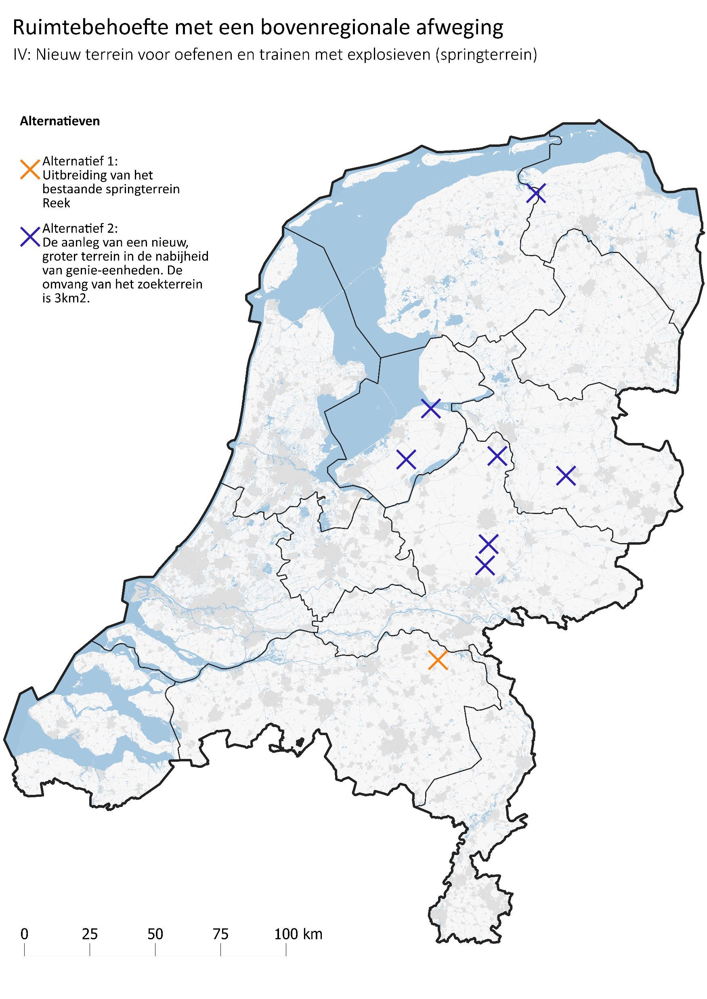 Ruimtebehoefte met een bovenregionale afweging
IV: Nieuw terrein voor oefenen en trainen met explosieven (springterrein)
Alternatieven
Alternatief 1:
Uitbreiding van het
bestaande springterrein
Reek
Alternatief 2:
De aanleg van een nieuw,
groter terrein in de nabijheid
van genie-eenheden. De
omvang van het zoekterrein
is 3km2.
0 25 50 75 100 km